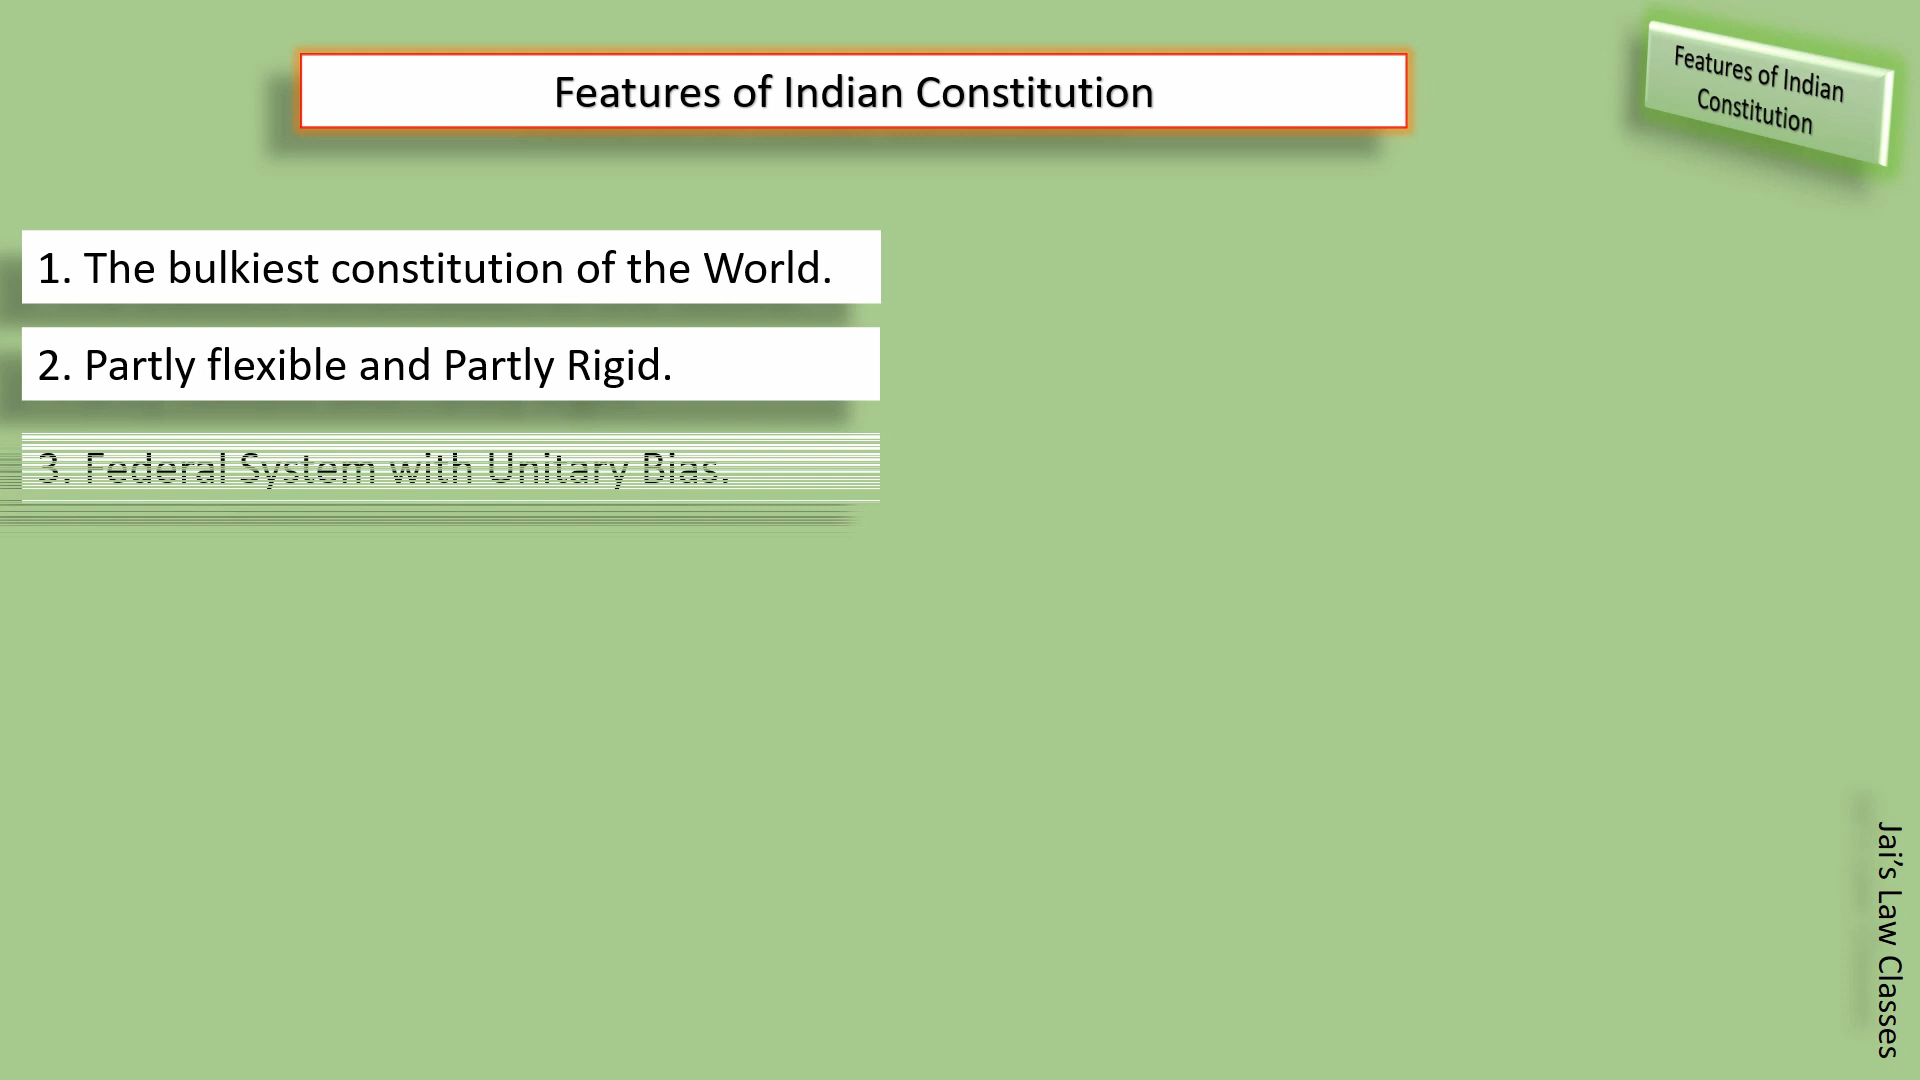 Features of Indian Constitution
Features of Indian
Constitution
1. The bulkiest constitution of the World.
2. Partly flexible and Partly Rigid.
3. Federal System with Unitary Bias.
Jai’s Law Classes